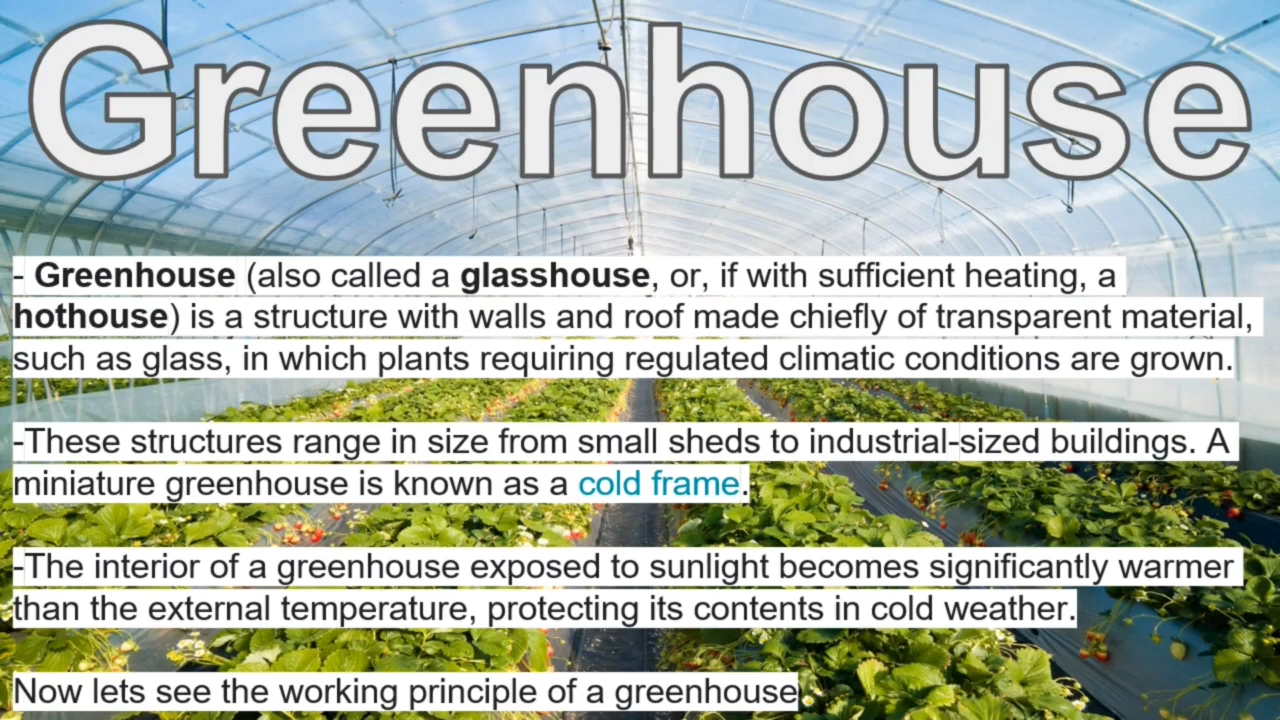 Greenhouse
- Greenhouse (also called a glasshouse, or, if with sufficient heating, a
hothouse) is a structure with walls and roof made chiefly of transparent material,
such as glass, in which plants requiring regulated climatic conditions are grown.
-These structures range in size from small sheds to industrial-sized buildings. A
miniature greenhouse is known as a cold frame.
-The interior of a greenhouse exposed to sunlight becomes significantly warmer
than the external temperature, protecting its contents in cold weather.
Now lets see the working principle of a greenhouse